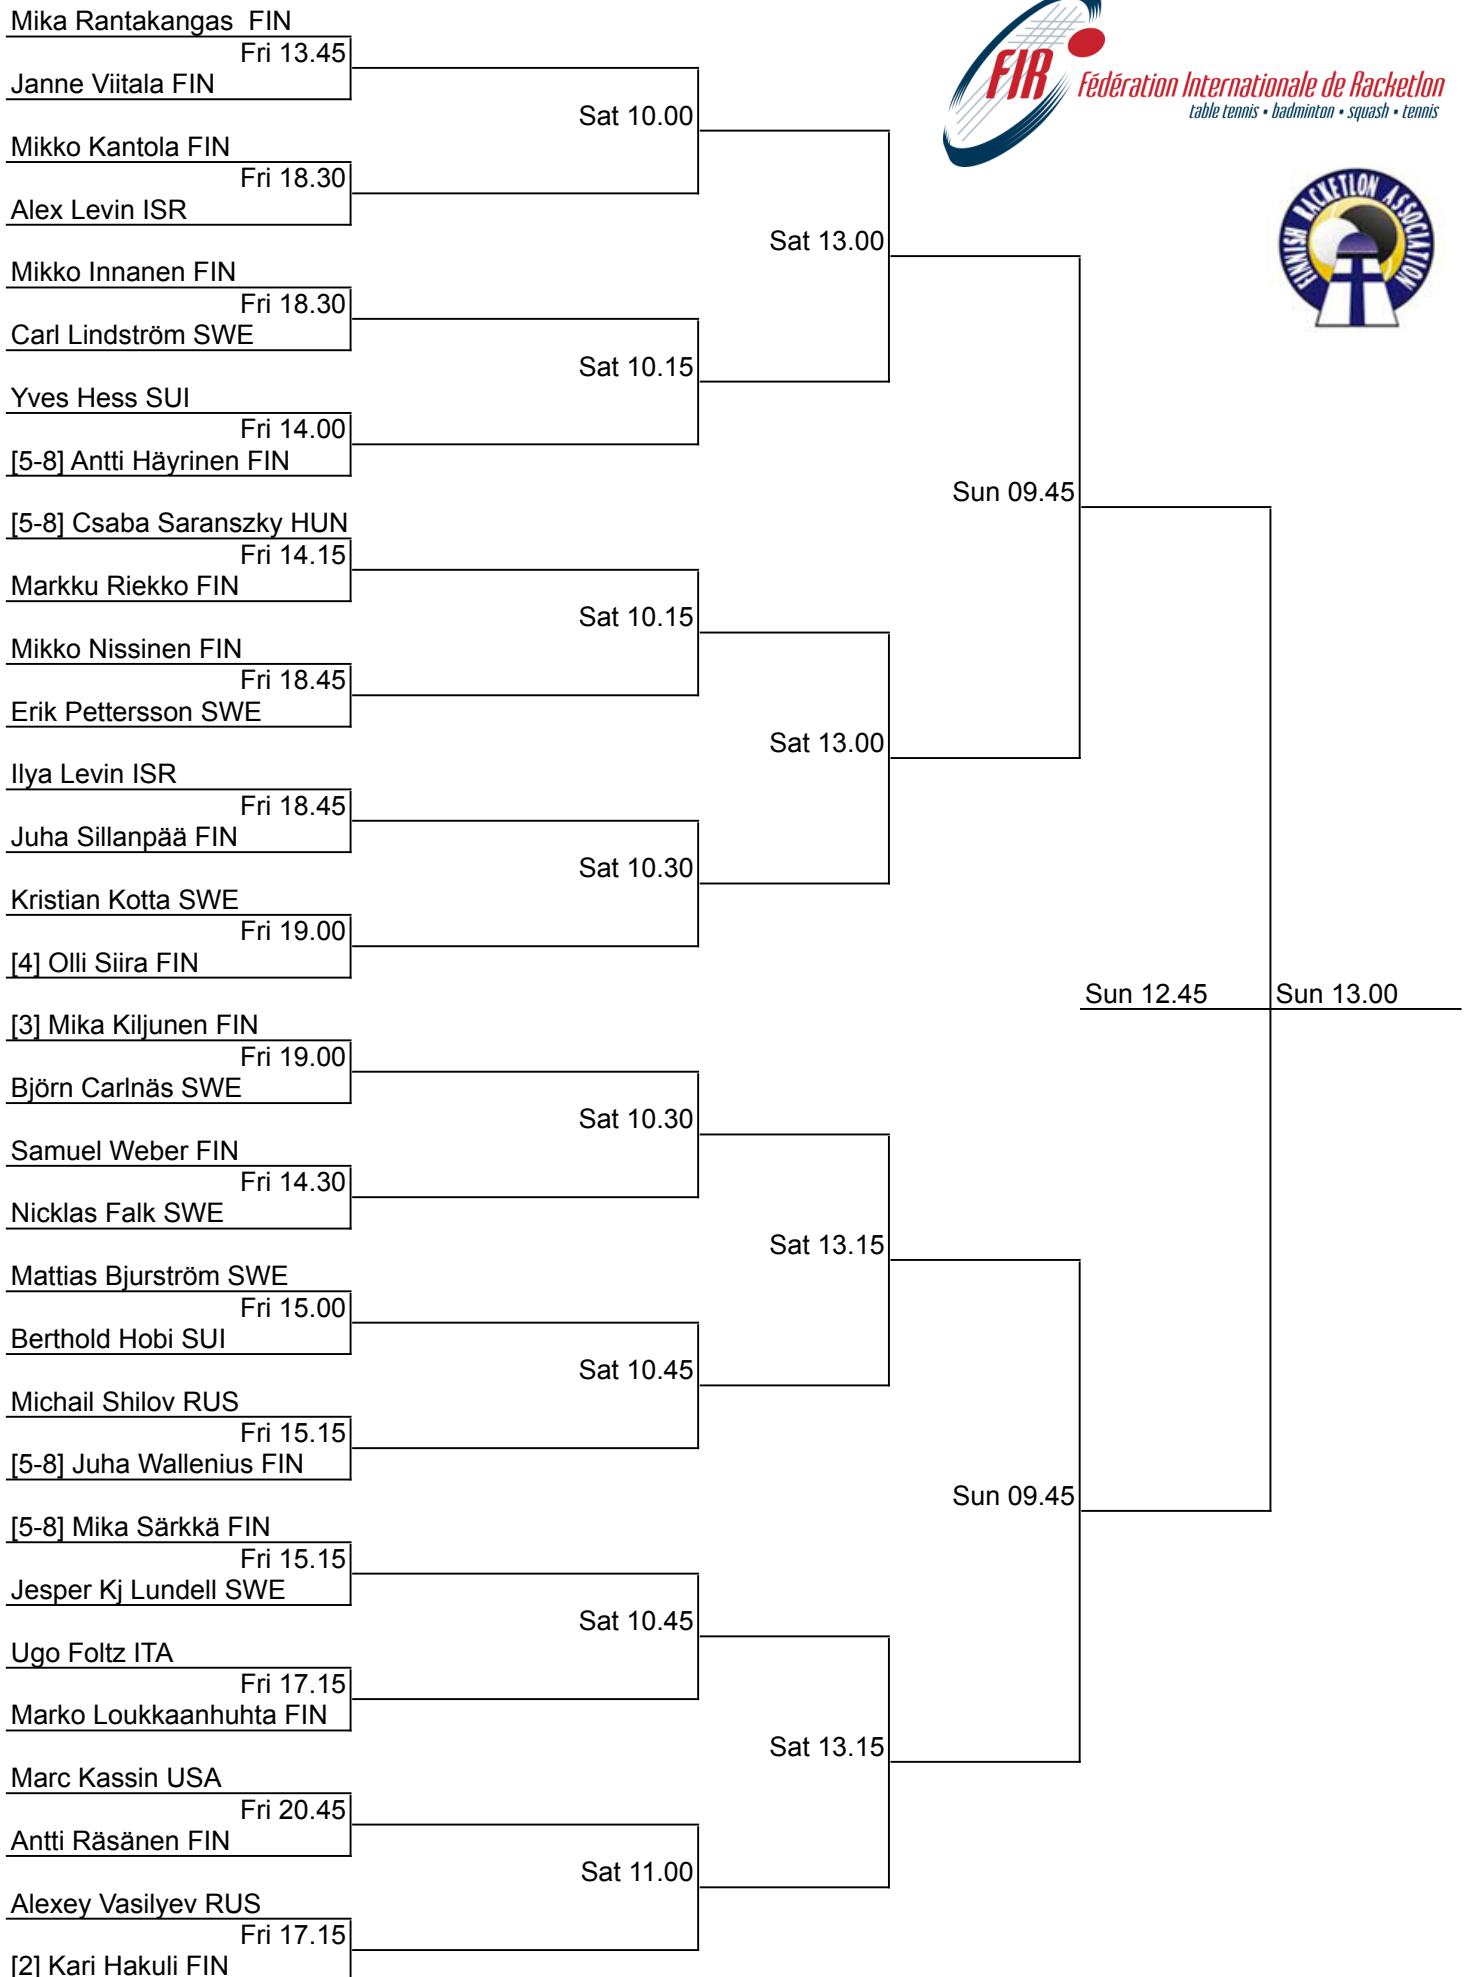 Mika Rantakangas  FIN
Fri 13.45
Janne Viitala FIN
Sat 10.00
Mikko Kantola FIN
Fri 18.30
Alex Levin ISR
Sat 13.00
Mikko Innanen FIN
Fri 18.30
Carl Lindström SWE
Sat 10.15
Yves Hess SUI
Fri 14.00
[5-8] Antti Häyrinen FIN
Sun 09.45
[5-8] Csaba Saranszky HUN
Fri 14.15
Markku Riekko FIN
Sat 10.15
Mikko Nissinen FIN
Fri 18.45
Erik Pettersson SWE
Sat 13.00
Ilya Levin ISR
Fri 18.45
Juha Sillanpää FIN
Sat 10.30
Kristian Kotta SWE
Fri 19.00
[4] Olli Siira FIN
Sun 12.45
Sun 13.00
[3] Mika Kiljunen FIN
Fri 19.00
Björn Carlnäs SWE
Sat 10.30
Samuel Weber FIN
Fri 14.30
Nicklas Falk SWE
Sat 13.15
Mattias Bjurström SWE
Fri 15.00
Berthold Hobi SUI
Sat 10.45
Michail Shilov RUS
Fri 15.15
[5-8] Juha Wallenius FIN
Sun 09.45
[5-8] Mika Särkkä FIN
Fri 15.15
Jesper Kj Lundell SWE
Sat 10.45
Ugo Foltz ITA
Fri 17.15
Marko Loukkaanhuhta FIN
Sat 13.15
Marc Kassin USA
Fri 20.45
Antti Räsänen FIN
Sat 11.00
Alexey Vasilyev RUS
Fri 17.15
[2] Kari Hakuli FIN
FIR
Fédération Internationale de Racketlon
table tennis • badminton • squash • tennis
FINNISH RACKETLON ASSOCIATION